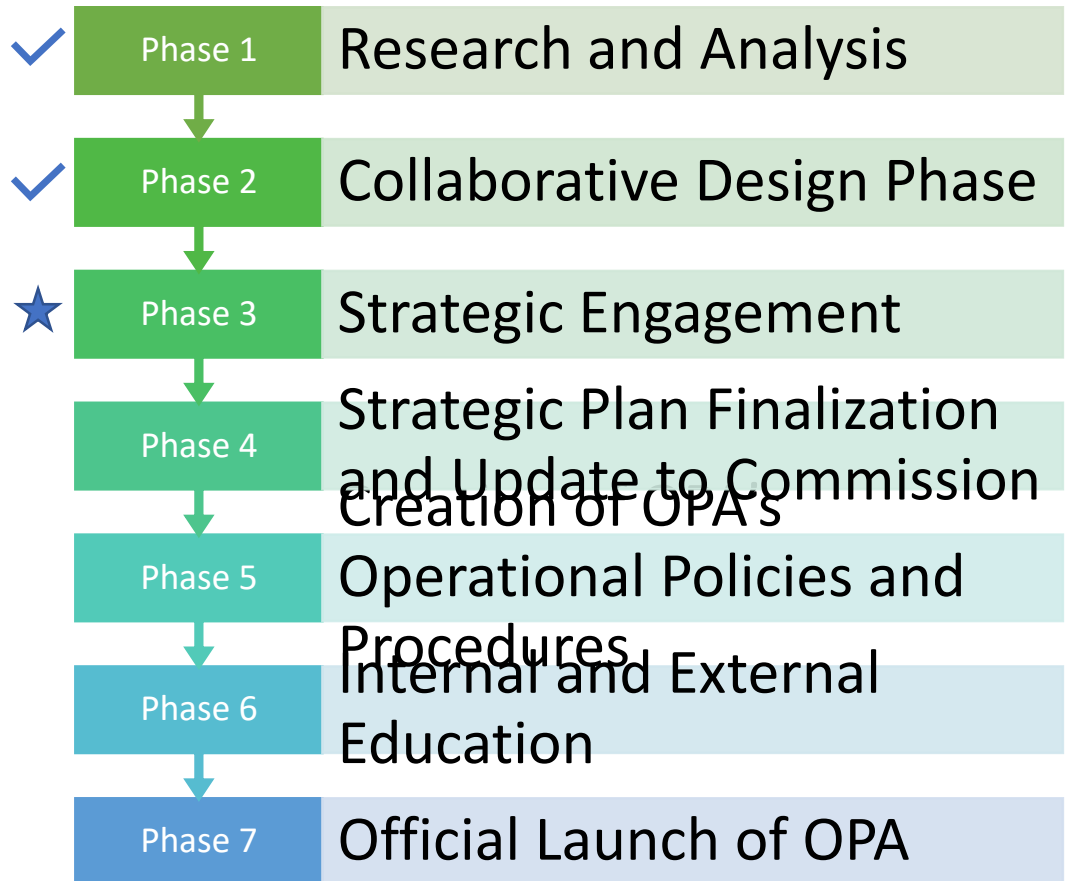 Phase 1
Research and Analysis
Phase 2
Collaborative Design Phase
Phase 3
Strategic Engagement
Phase 4
Strategic Plan Finalization
and Update to Commission
Phase 5
Creation of OPA's
Operational Policies and
Procedures
Phase 6
Internal and External
Education
Phase 7
Official Launch of OPA